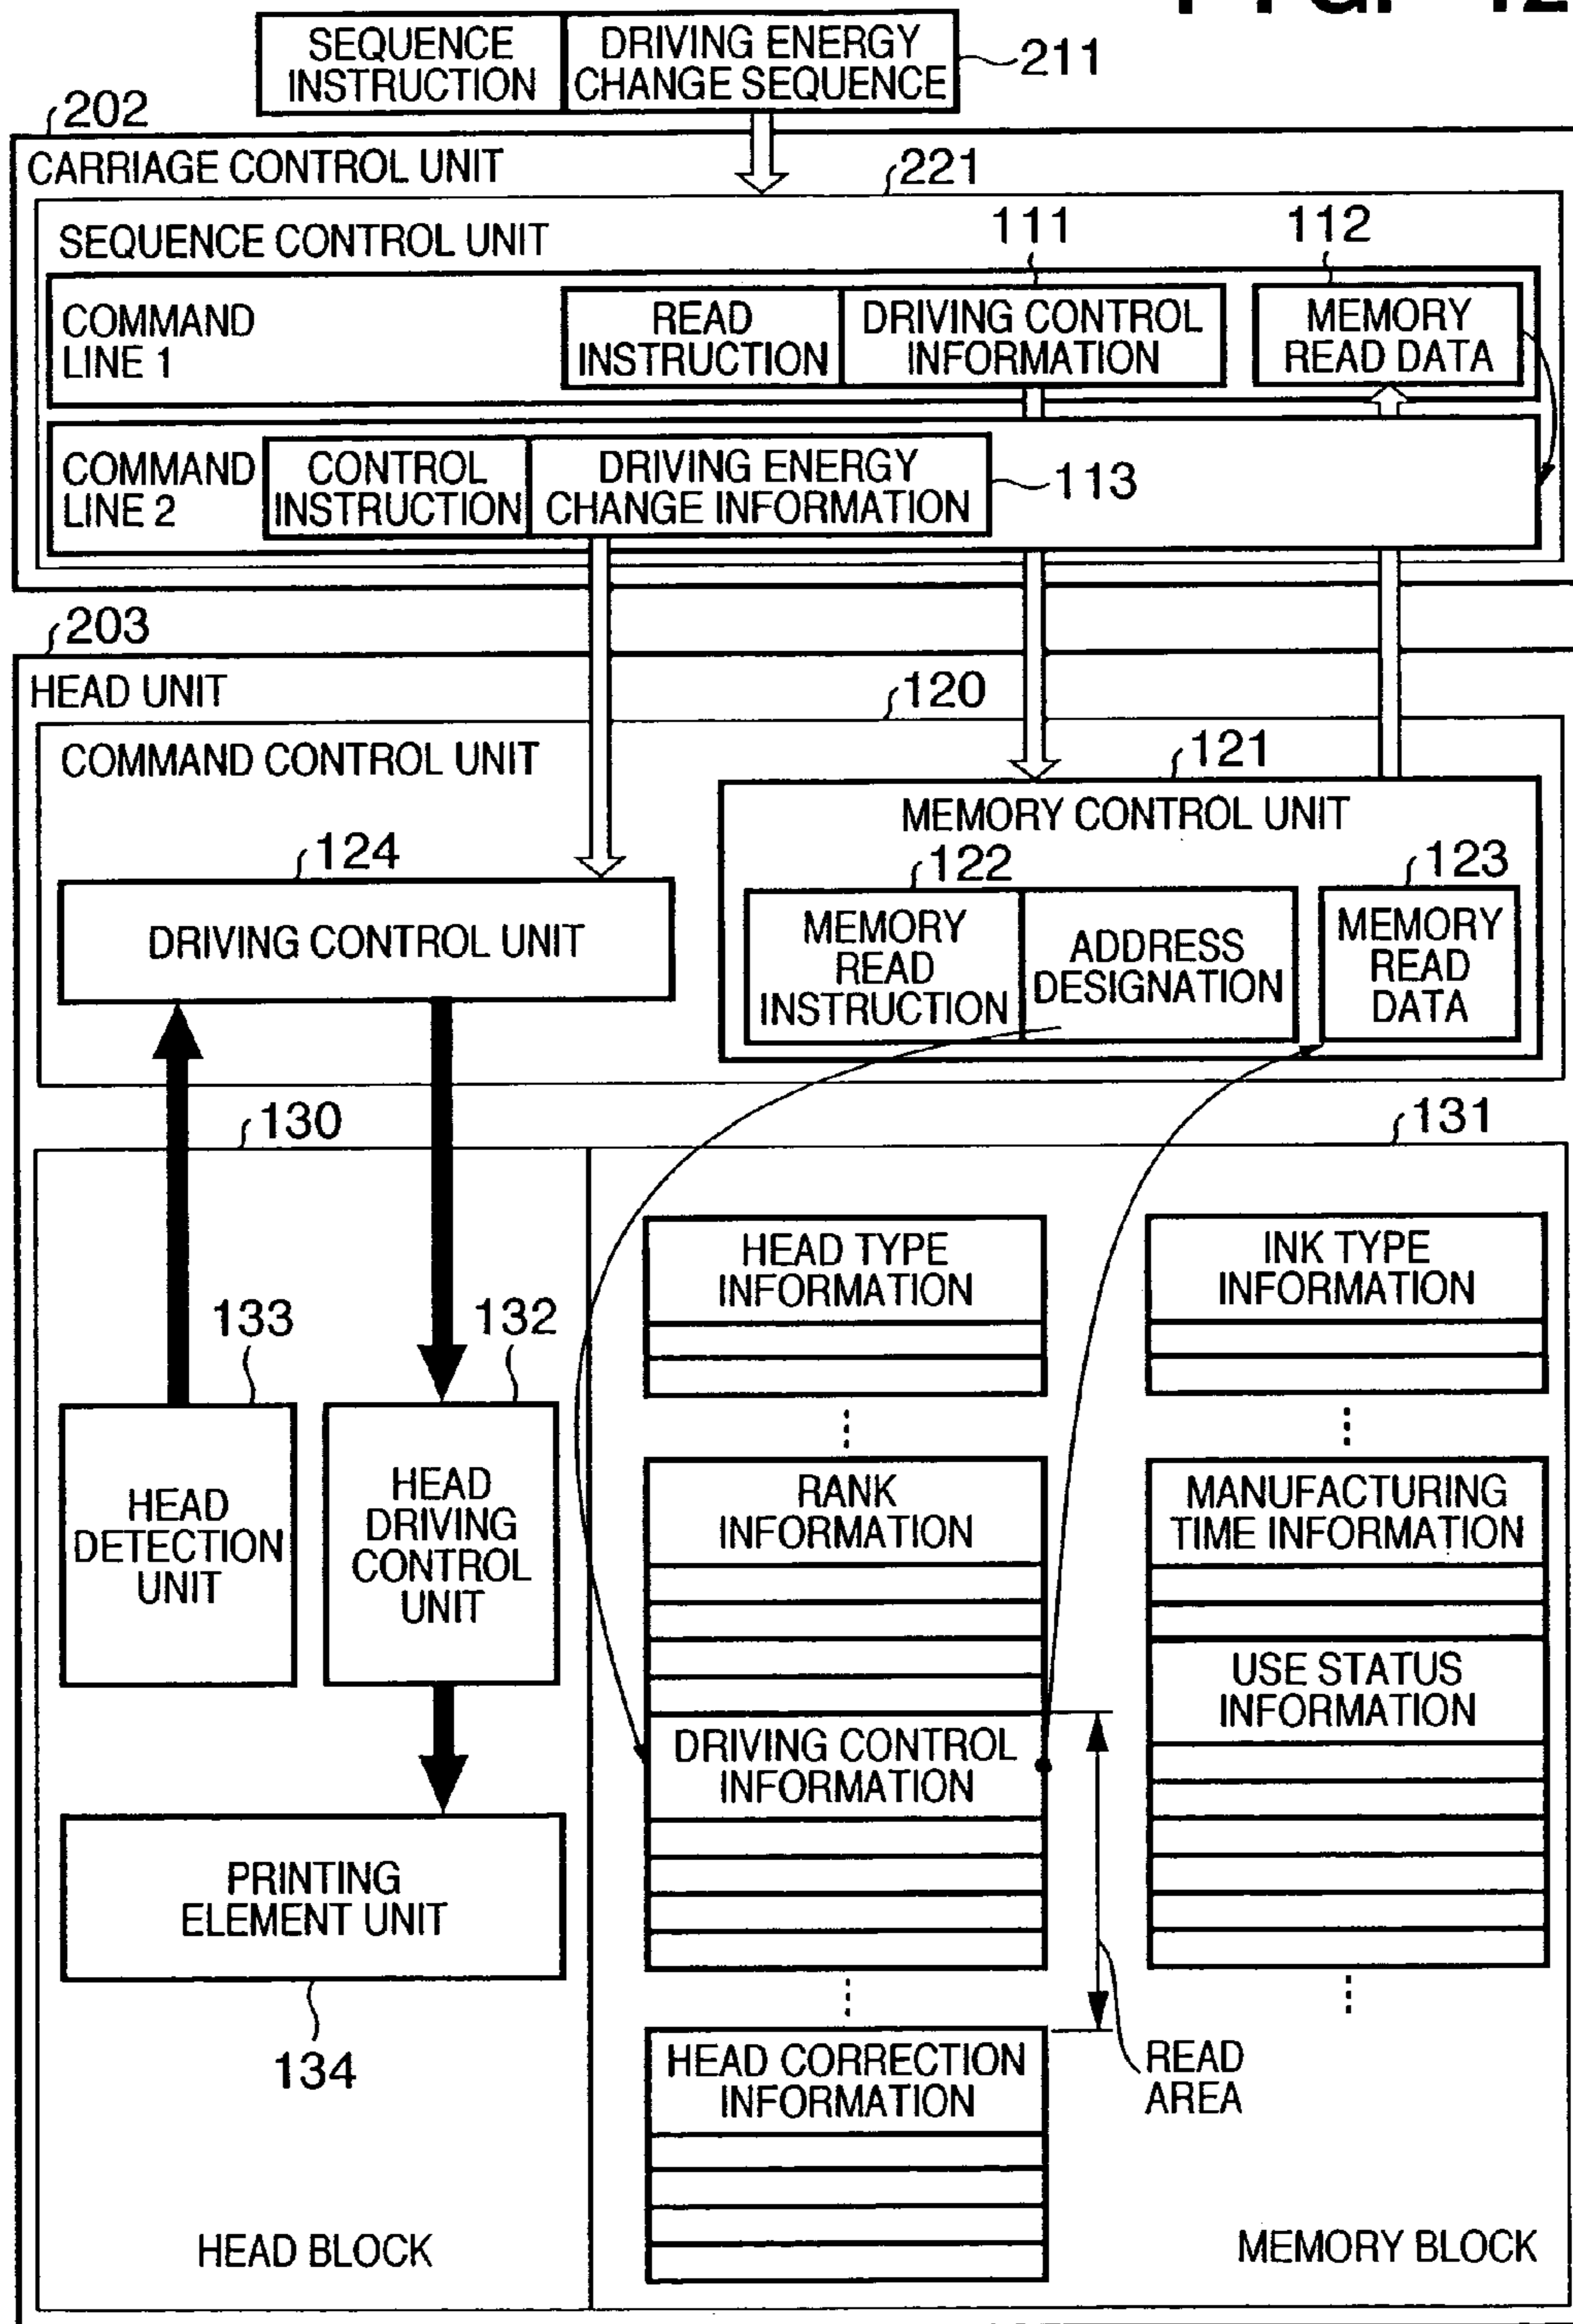 FIG. 12
SEQUENCE
INSTRUCTION
DRIVING ENERGY
CHANGE SEQUENCE
211
202
CARRIAGE CONTROL UNIT
221
SEQUENCE CONTROL UNIT
111
112
COMMAND
LINE 1
READ
INSTRUCTION
DRIVING CONTROL
INFORMATION
MEMORY
READ DATA
COMMAND
LINE 2
CONTROL
INSTRUCTION
DRIVING ENERGY
CHANGE INFORMATION
113
203
HEAD UNIT
120
COMMAND CONTROL UNIT
121
MEMORY CONTROL UNIT
124
122
123
DRIVING CONTROL UNIT
MEMORY
READ
INSTRUCTION
ADDRESS
DESIGNATION
MEMORY
READ
DATA
130
131
HEAD TYPE
INFORMATION
INK TYPE
INFORMATION
133
132
HEAD
DETECTION
UNIT
HEAD
DRIVING
CONTROL
UNIT
RANK
INFORMATION
MANUFACTURING
TIME INFORMATION
USE STATUS
INFORMATION
DRIVING CONTROL
INFORMATION
PRINTING
ELEMENT UNIT
134
HEAD CORRECTION
INFORMATION
READ
AREA
HEAD BLOCK
MEMORY BLOCK